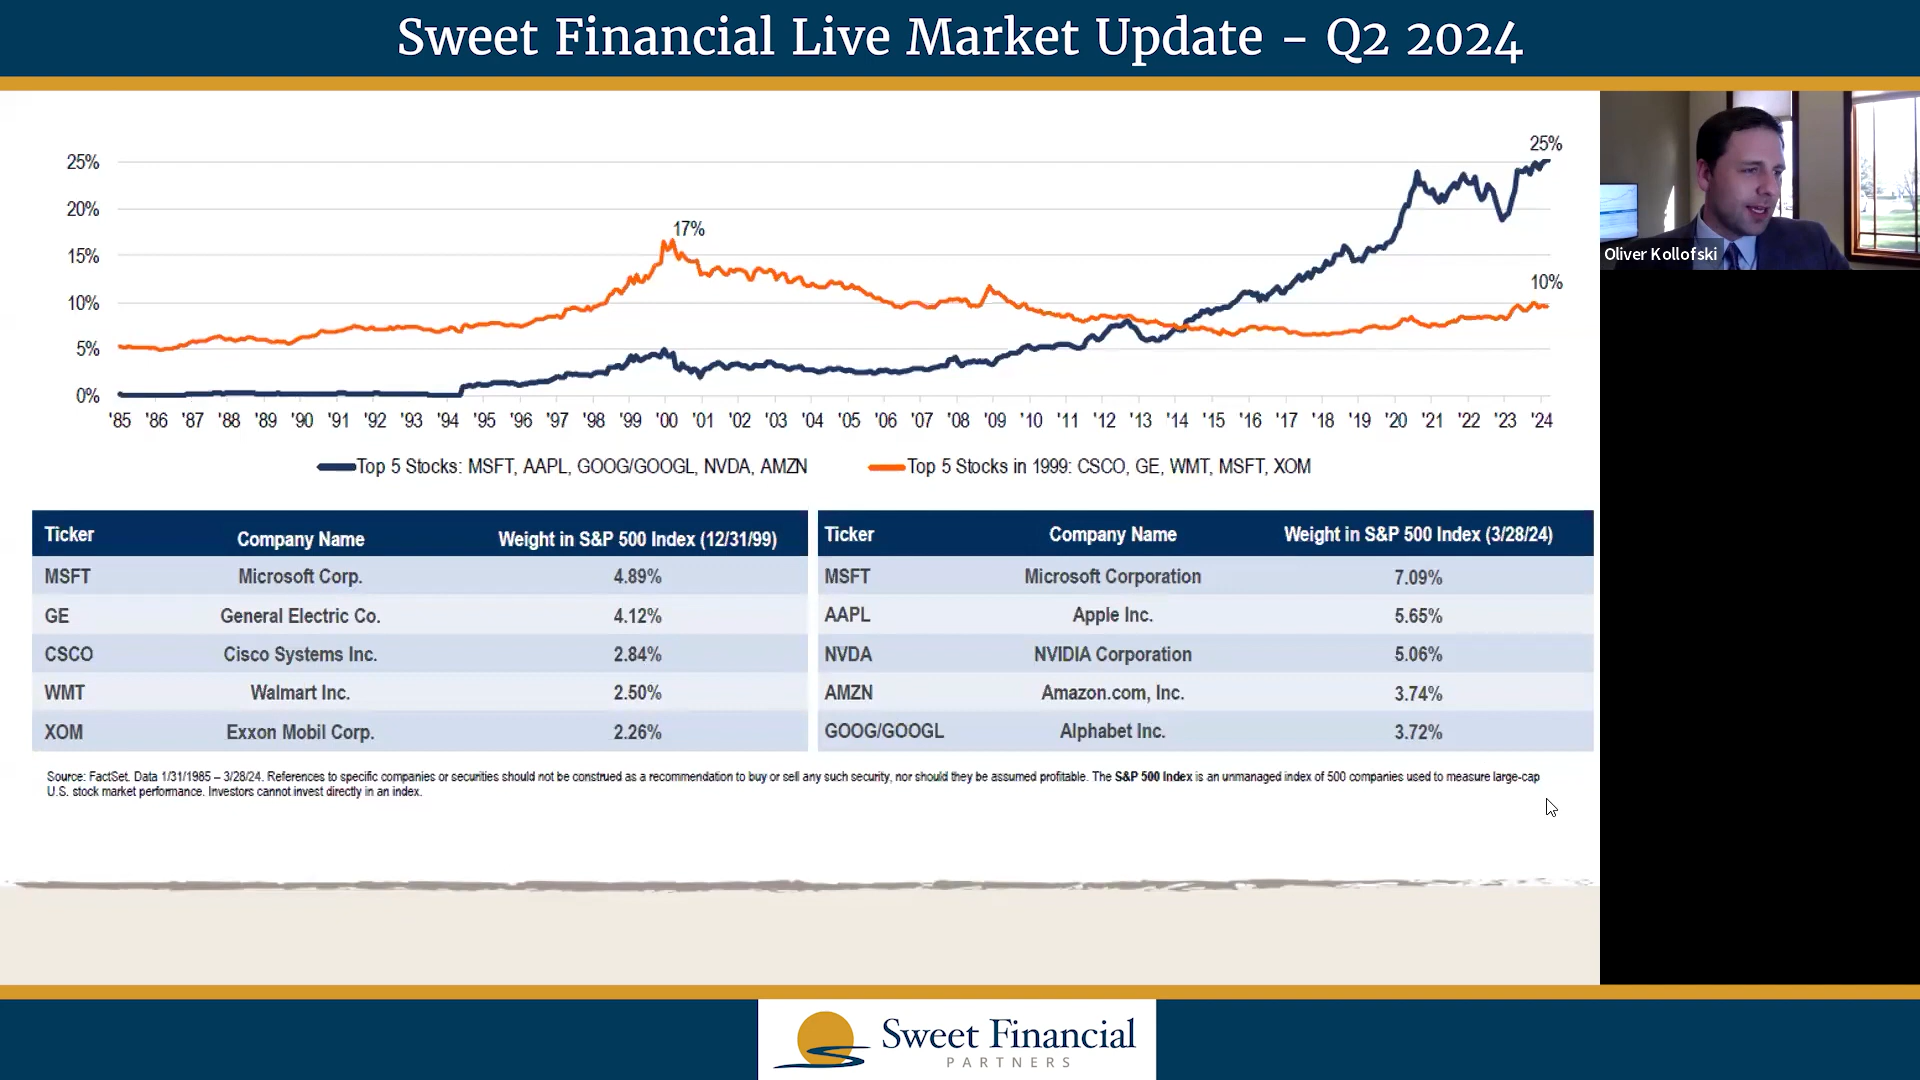 Sweet Financial Live Market Update - Q2 2024
25%
20%
15%
10%
5%
0%
17%
25%
10%
'85 '86 '87 '88 '89 '90 '91 '92 '93 '94 '95 '96 '97 '98 '99 '00 '01 '02 '03 '04 '05 '06 '07 '08 '09 '10 '11 '12 '13 '14 '15 '16 '17 '18 '19 '20 '21 '22 '23 '24
Top 5 Stocks: MSFT, AAPL, GOOG/GOOGL, NVDA, AMZN
Top 5 Stocks in 1999: CSCO, GE, WMT, MSFT, XOM
Oliver Kollofski
Ticker Company Name Weight in S&P 500 Index (12/31/99)
MSFT Microsoft Corp. 4.89%
GE General Electric Co. 4.12%
CSCO Cisco Systems Inc. 2.84%
WMT Walmart Inc. 2.50%
XOM Exxon Mobil Corp. 2.26%
Ticker Company Name Weight in S&P 500 Index (3/28/24)
MSFT Microsoft Corporation 7.09%
AAPL Apple Inc. 5.65%
NVDA NVIDIA Corporation 5.06%
AMZN Amazon.com, Inc. 3.74%
GOOG/GOOGL Alphabet Inc. 3.72%
Source: FactSet. Data 1/31/1985 – 3/28/24. References to specific companies or securities should not be construed as a recommendation to buy or sell any such security, nor should they be assumed profitable. The S&P 500 Index is an unmanaged index of 500 companies used to measure large-cap
U.S. stock market performance. Investors cannot invest directly in an index.
Sweet Financial
PARTNERS